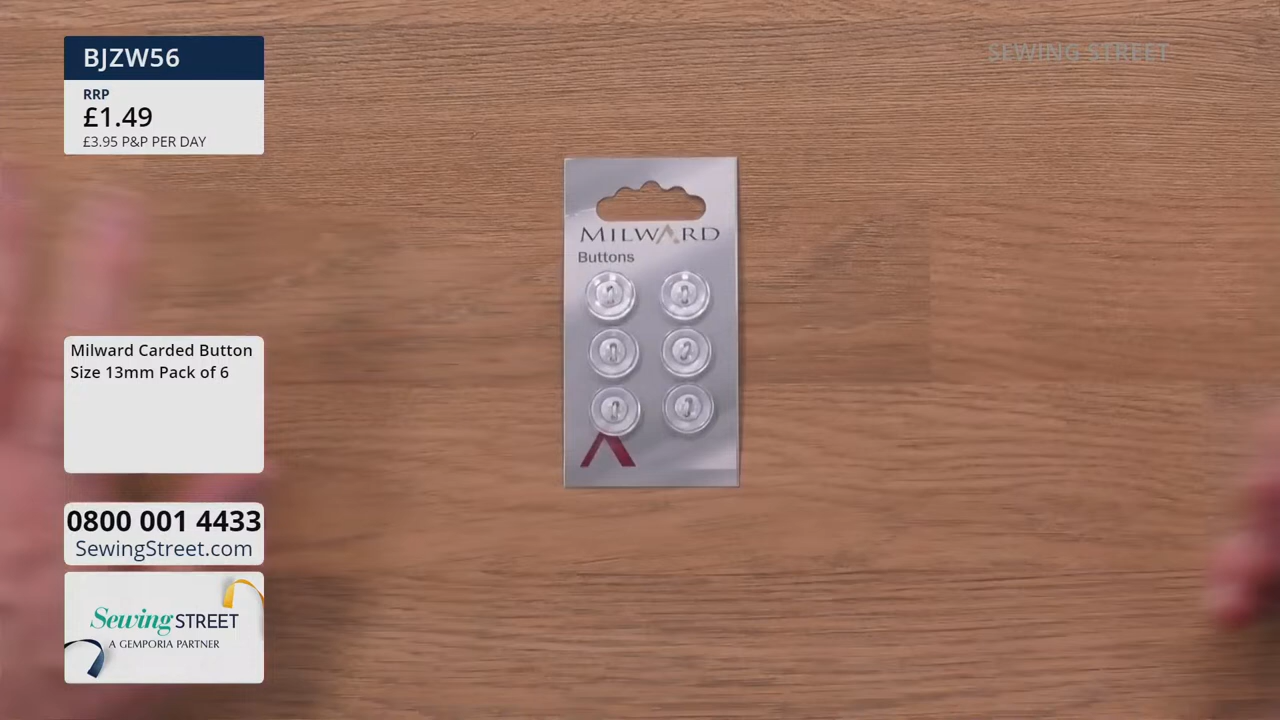 BJZW56
RRP
£1.49
£3.95 P&P PER DAY
SEWING STREET
MILWARD
Buttons
Milward Carded Button
Size 13mm Pack of 6
0800 001 4433
SewingStreet.com
Sewing STREET
A GEMPORIA PARTNER